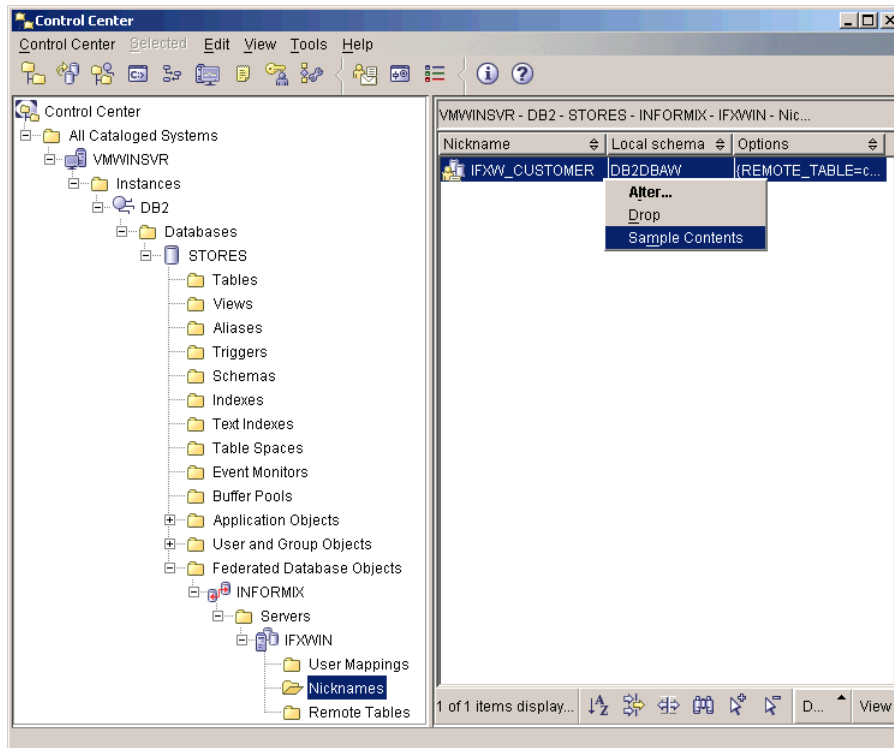 Control Center
Control Center Selected Edit View Tools Help
Control Center
All Cataloged Systems
VMWINSVR
Instances
DB2
Databases
STORES
Tables
Views
Aliases
Triggers
Schemas
Indexes
Text Indexes
Table Spaces
Event Monitors
Buffer Pools
Application Objects
User and Group Objects
Federated Database Objects
INFORMIX
Servers
IFXWIN
User Mappings
Nicknames
Remote Tables
VMWINSVR - DB2 - STORES - INFORMIX - IFXWIN - Nic...
Nickname Local schema Options
IFXW_CUSTOMER DB2DBAW {REMOTE_TABLE=c...
Alter...
Drop
Sample Contents
1 of 1 items display... D... View